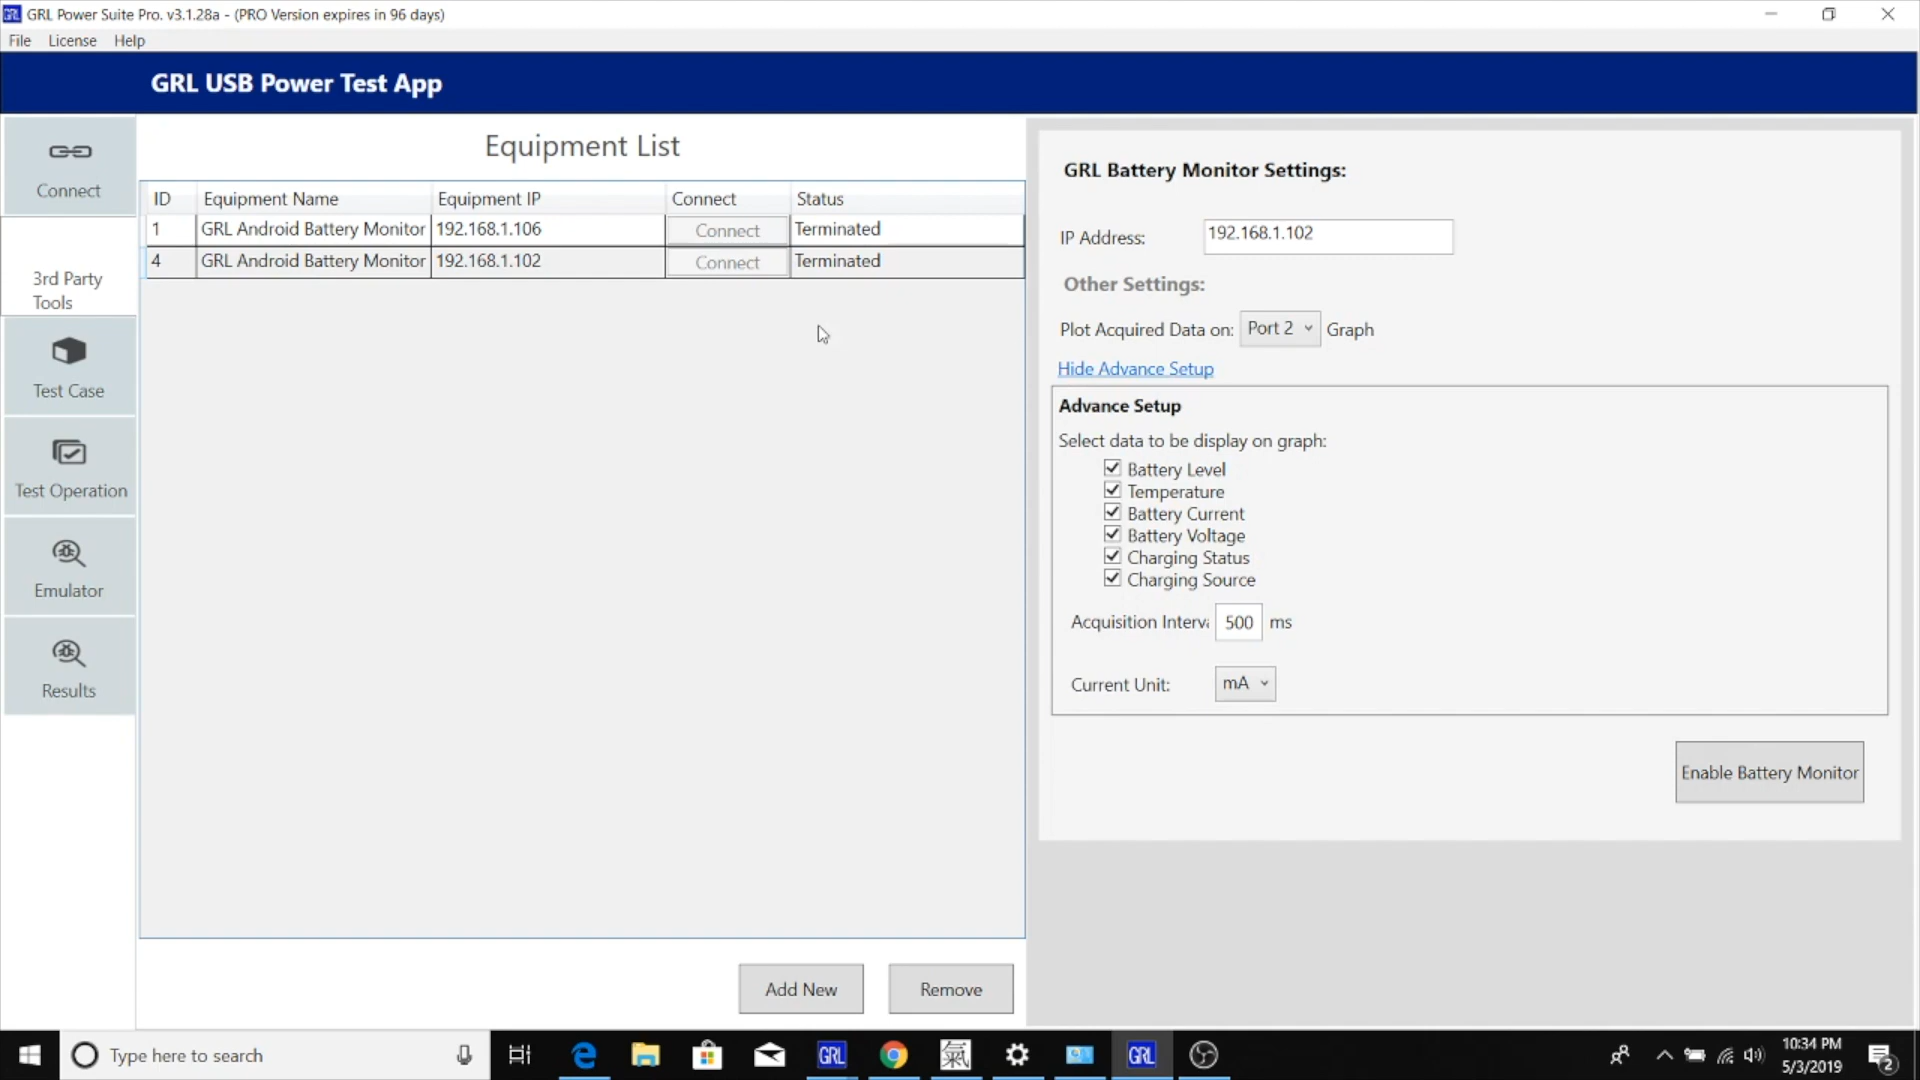 GRL Power Suite Pro. v3.1.28a - (PRO Version expires in 96 days)
File License Help
GRL USB Power Test App
Connect
3rd Party
Tools
Test Case
Test Operation
Emulator
Results
Equipment List
ID Equipment Name Equipment IP Connect Status
1 GRL Android Battery Monitor 192.168.1.106 Connect Terminated
4 GRL Android Battery Monitor 192.168.1.102 Connect Terminated
Add New Remove
GRL Battery Monitor Settings:
IP Address: 192.168.1.102
Other Settings:
Plot Acquired Data on: Port 2 Graph
Hide Advance Setup
Advance Setup
Select data to be display on graph:
Battery Level
Temperature
Battery Current
Battery Voltage
Charging Status
Charging Source
Acquisition Interva 500 ms
Current Unit: mA
Enable Battery Monitor
Type here to search
GRL
氣
GRL
10:34 PM
5/3/2019
2